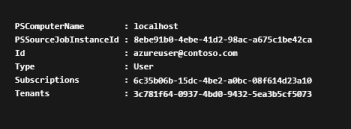 PSComputerName : localhost
PSSourceJobInstanceId : 8ebe91b0-4ebe-41d2-98ac-a675c1be42ca
Id : azureuser@contoso.com
Type : User
Subscriptions : 6c35b06b-15dc-4be2-a0bc-08f614d23a10
Tenants : 3c781f64-0937-4bd0-9432-5ea3b5cf5073